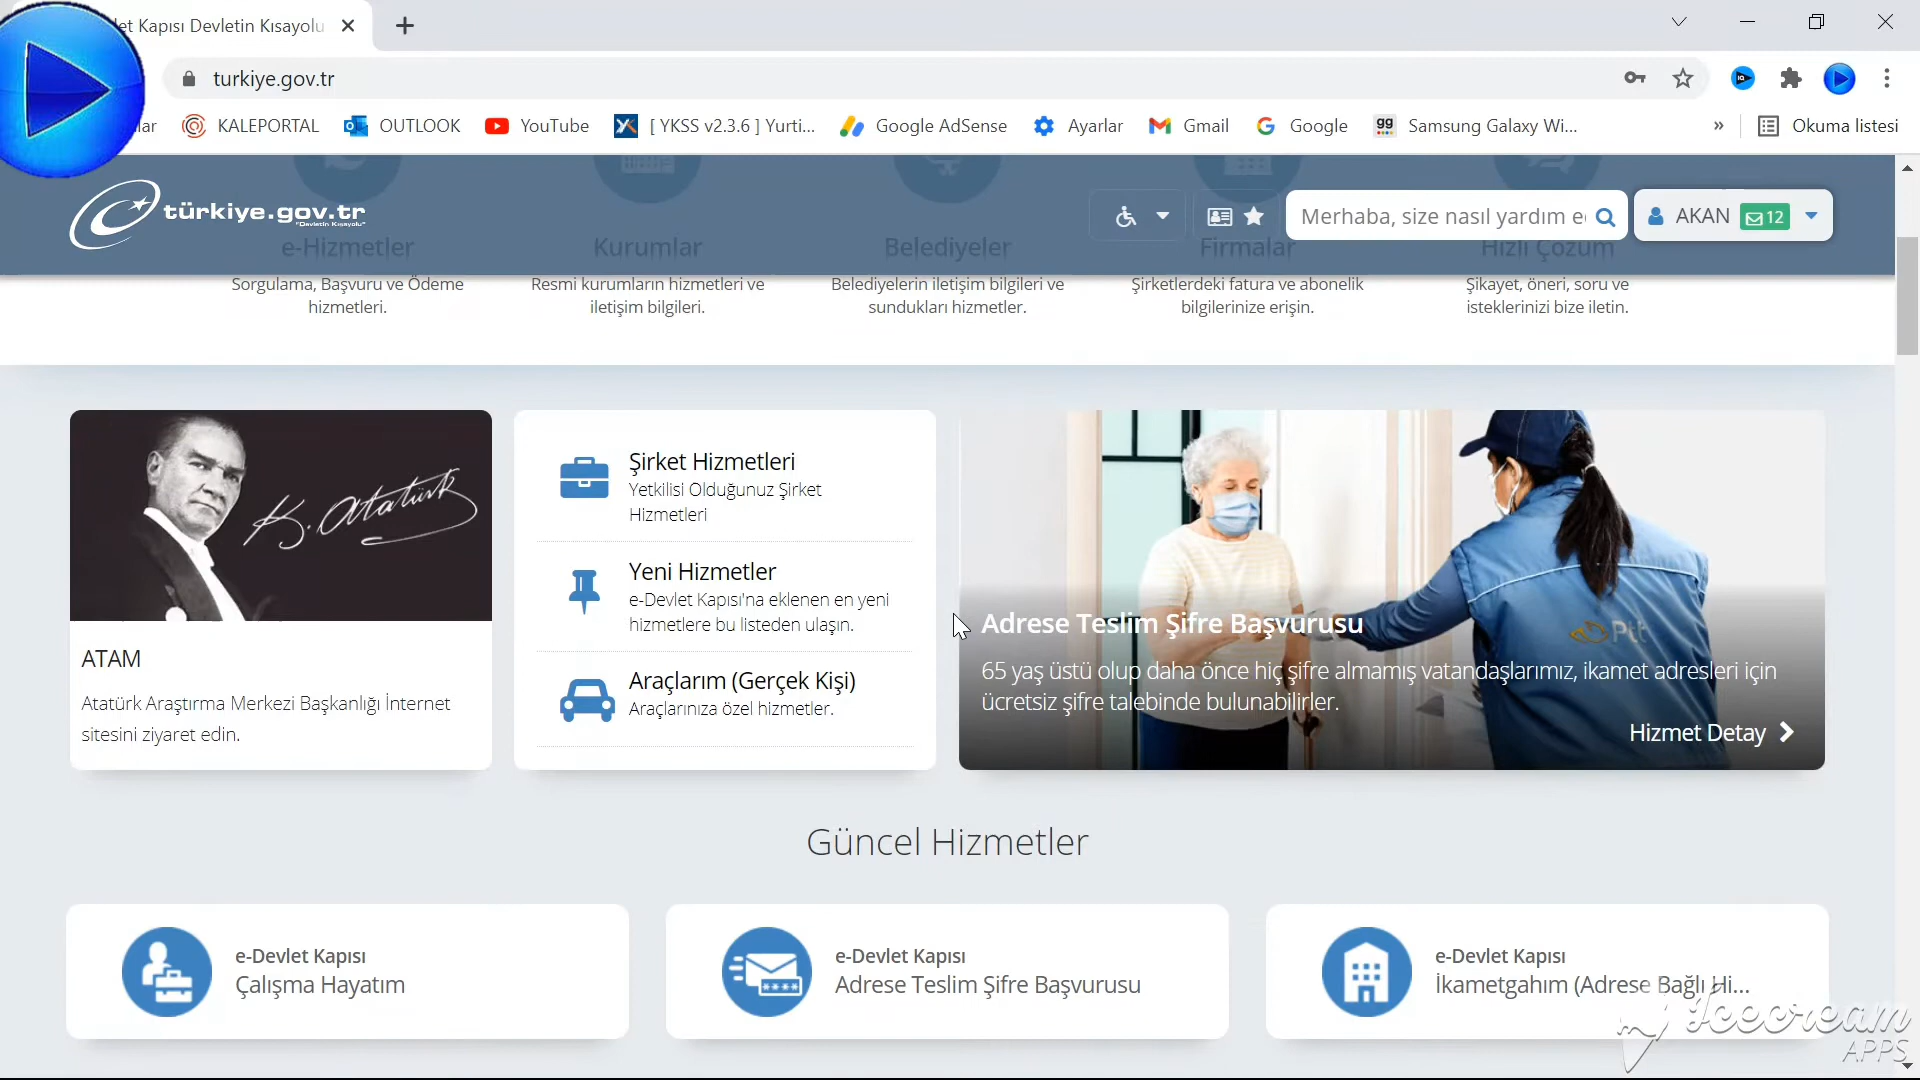 let Kapısı Devletin Kısayolu
turkiye.gov.tr
lar
KALEPORTAL
OUTLOOK
YouTube
[ YKSS v2.3.6 ] Yurti...
Google AdSense
Ayarlar
Gmail
Google
Samsung Galaxy Wi...
»
Okuma listesi
türkiye.gov.tr
"Devletin Kısayolu"
Merhaba, size nasıl yardım e
AKAN
12
e-Hizmetler
Kurumlar
Belediyeler
Firmalar
Hızlı Çözüm
Sorgulama, Başvuru ve Ödeme
hizmetleri.
Resmi kurumların hizmetleri ve
iletişim bilgileri.
Belediyelerin iletişim bilgileri ve
sundukları hizmetler.
Şirketlerdeki fatura ve abonelik
bilgilerinize erişin.
Şikayet, öneri, soru ve
isteklerinizi bize iletin.
K. Atatürk
ATAM
Atatürk Araştırma Merkezi Başkanlığı İnternet
sitesini ziyaret edin.
Şirket Hizmetleri
Yetkilisi Olduğunuz Şirket
Hizmetleri
Yeni Hizmetler
e-Devlet Kapısı'na eklenen en yeni
hizmetlere bu listeden ulaşın.
Araçlarım (Gerçek Kişi)
Araçlarınıza özel hizmetler.
Ptt
Adrese Teslim Şifre Başvurusu
65 yaş üstü olup daha önce hiç şifre almamış vatandaşlarımız, ikamet adresleri için
ücretsiz şifre talebinde bulunabilirler.
Hizmet Detay
Güncel Hizmetler
e-Devlet Kapısı
Çalışma Hayatım
e-Devlet Kapısı
Adrese Teslim Şifre Başvurusu
e-Devlet Kapısı
İkametgahım (Adrese Bağlı Hi...
Icecream
APPS